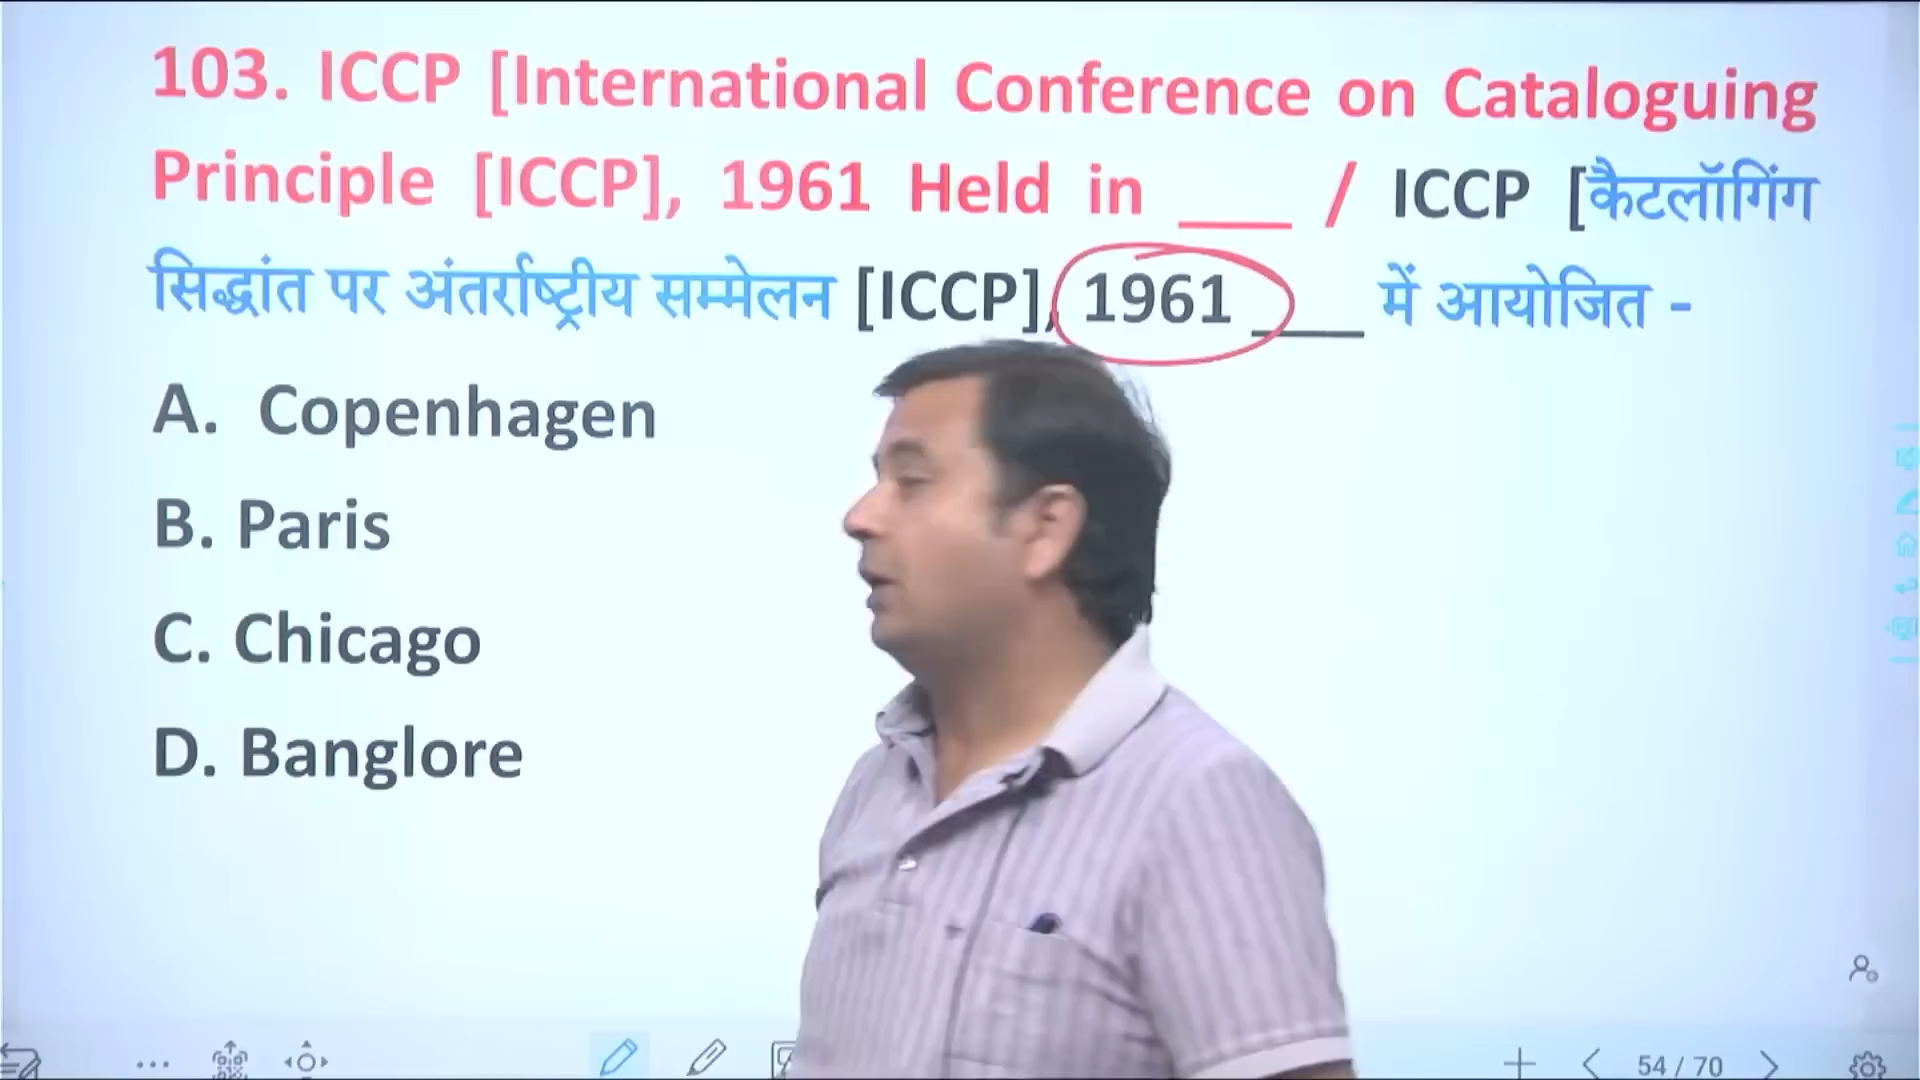 103. ICCP [International Conference on Cataloguing
Principle [ICCP], 1961 Held in ___ / ICCP [कैटलॉगिंग
सिद्धांत पर अंतर्राष्ट्रीय सम्मेलन [ICCP], 1961 ___ में आयोजित -
A. Copenhagen
B. Paris
C. Chicago
D. Banglore
54 / 70